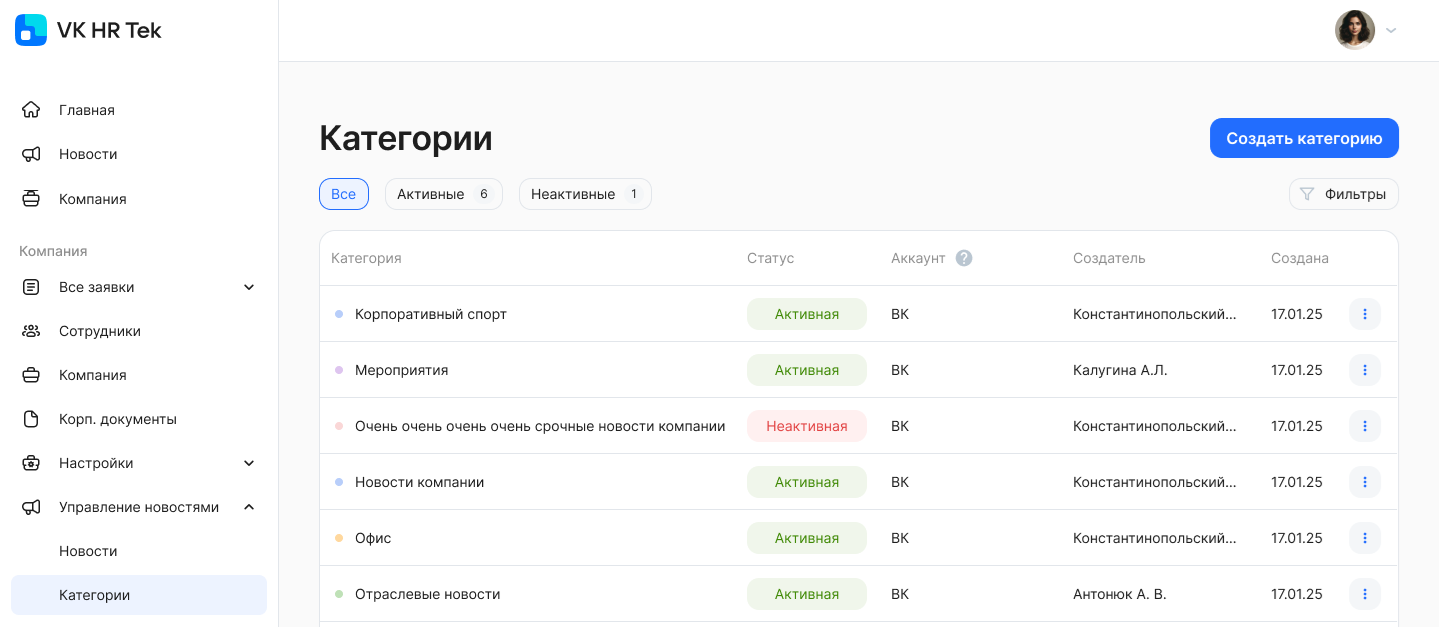 VK HR Tek
Главная
Новости
Компания
Компания
Все заявки
Сотрудники
Компания
Корп. документы
Настройки
Управление новостями
Новости
Категории
Категории
Создать категорию
Все
Активные 6
Неактивные 1
Фильтры
Категория Статус Аккаунт ? Создатель Создана
Корпоративный спорт Активная ВК Константинопольский... 17.01.25
Мероприятия Активная ВК Калугина А.Л. 17.01.25
Очень очень очень очень срочные новости компании Неактивная ВК Константинопольский... 17.01.25
Новости компании Активная ВК Константинопольский... 17.01.25
Офис Активная ВК Константинопольский... 17.01.25
Отраслевые новости Активная ВК Антонюк А. В. 17.01.25